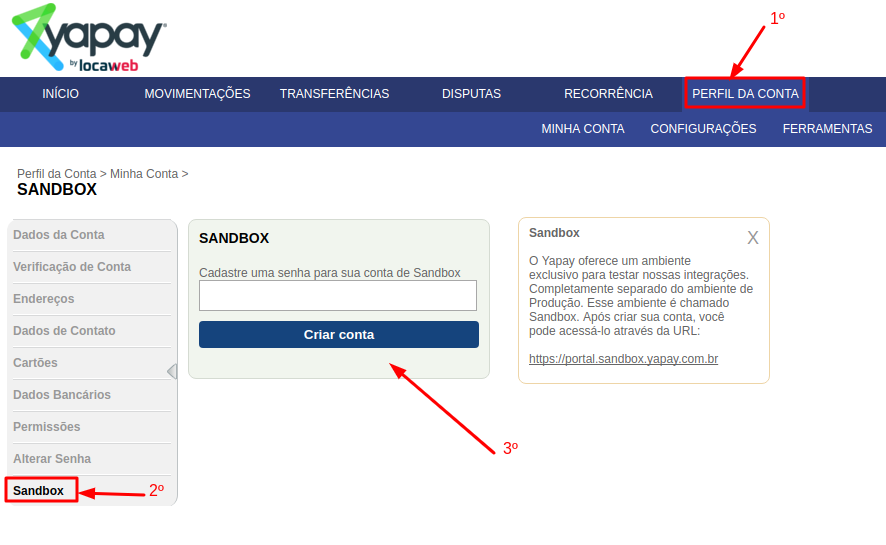 yapay
by locaweb
1º
INÍCIO MOVIMENTAÇÕES TRANSFERÊNCIAS DISPUTAS RECORRÊNCIA PERFIL DA CONTA
MINHA CONTA CONFIGURAÇÕES FERRAMENTAS
Perfil da Conta > Minha Conta >
SANDBOX
Dados da Conta
Verificação de Conta
Endereços
Dados de Contato
Cartões
Dados Bancários
Permissões
Alterar Senha
Sandbox
2º
SANDBOX
Cadastre uma senha para sua conta de Sandbox
Criar conta
3º
Sandbox
X
O Yapay oferece um ambiente
exclusivo para testar nossas integrações.
Completamente separado do ambiente de
Produção. Esse ambiente é chamado
Sandbox. Após criar sua conta, você
pode acessá-lo através da URL:
https://portal.sandbox.yapay.com.br